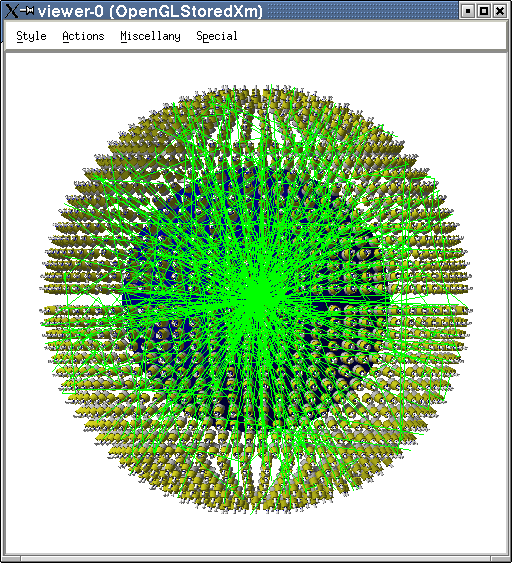 viewer-0 (OpenGLStoredXm)
Style Actions Miscellany Special